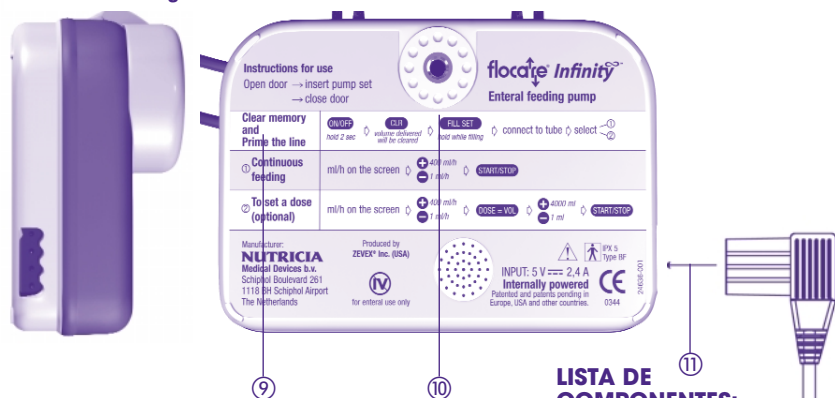 Instructions for
use
Open door → insert pump set
→ close door
flocare Infinity
Enteral feeding pump
Clear memory
and
Prime the line
ON/OFF
hold 2 sec
CLR
volume delivered
will be cleared
FILL SET
hold while filling
connect to tube
select
①
②
① Continuous
feeding
ml/h on the screen
+ 400 ml/h
− 1 ml/h
START/STOP
② To set a dose
(optional)
ml/h on the screen
+ 400 ml/h
− 1 ml/h
DOSE = VOL
+ 4000 ml
− 1 ml
START/STOP
Manufacturer:
NUTRICIA
Medical Devices b.v.
Schiphol Boulevard 261
1118 BH Schiphol Airport
The Netherlands
Produced by
ZEVEX® Inc. (USA)
IV
for enteral use only
IPX 5
Type BF
INPUT: 5 V 2,4 A
Internally powered
Patented and patents pending in
Europe, USA and other countries.
CE
0344
24608-001
⑨
⑩
⑪
LISTA DE
COMPONENTES: